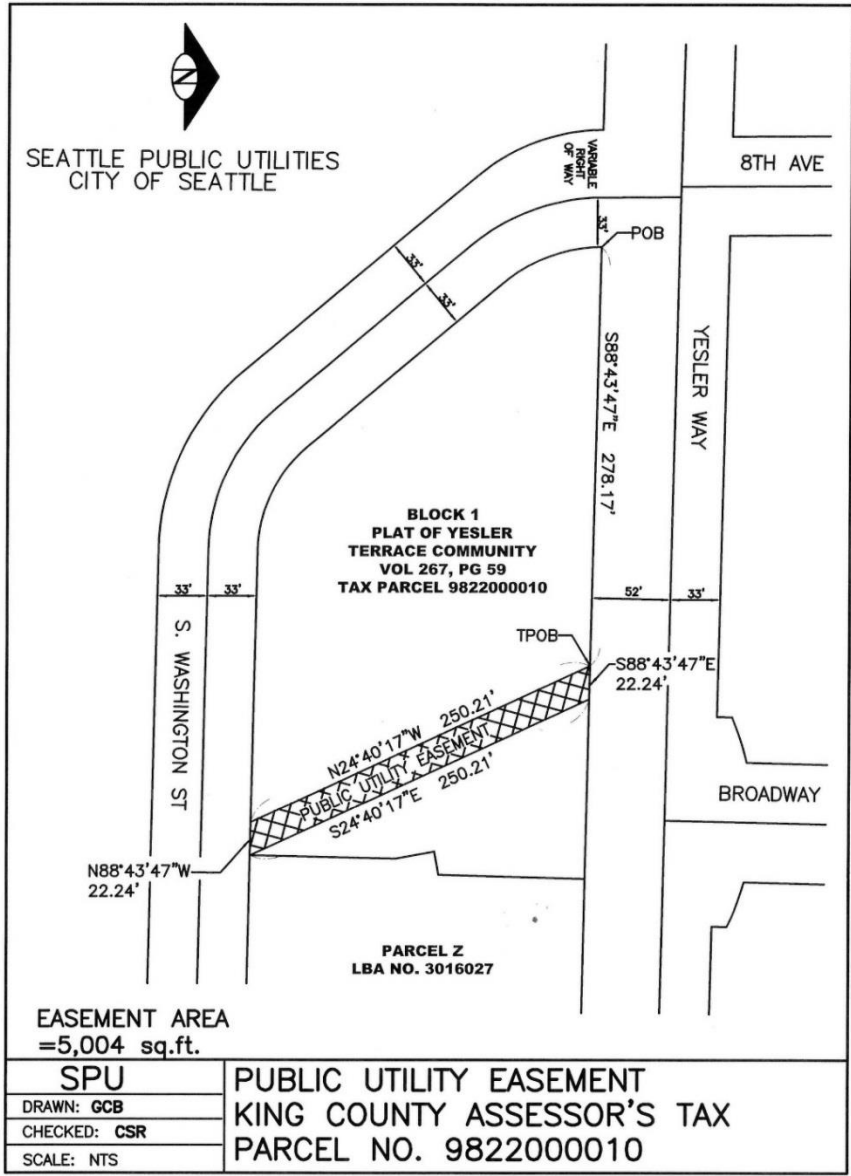 N
SEATTLE PUBLIC UTILITIES
CITY OF SEATTLE
VARIABLE
RIGHT
OF WAY
8TH AVE
33'
POB
33'
33'
S88°43'47"E 278.17'
YESLER WAY
BLOCK 1
PLAT OF YESLER
TERRACE COMMUNITY
VOL 267, PG 59
TAX PARCEL 9822000010
33'
33'
52'
33'
S. WASHINGTON ST
TPOB
S88°43'47"E
22.24'
N24°40'17"W 250.21'
PUBLIC UTILITY EASEMENT
S24°40'17"E 250.21'
BROADWAY
N88°43'47"W
22.24'
PARCEL Z
LBA NO. 3016027
EASEMENT AREA
=5,004 sq.ft.
SPU
DRAWN: GCB
CHECKED: CSR
SCALE: NTS
PUBLIC UTILITY EASEMENT
KING COUNTY ASSESSOR'S TAX
PARCEL NO. 9822000010